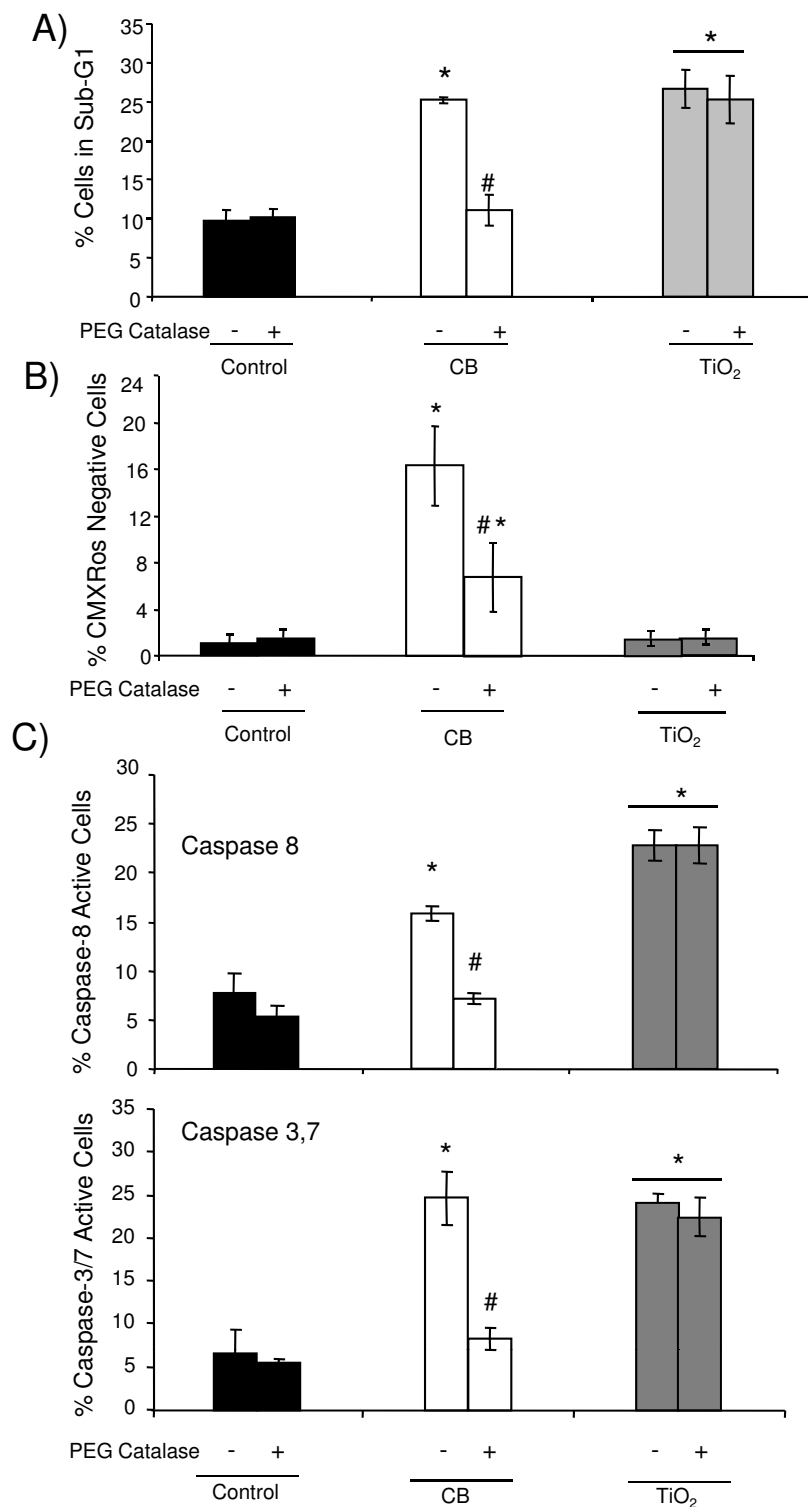 A)
% Cells in Sub-G1
35
30
25
20
15
10
5
0
*
#
*
PEG Catalase - + - + - +
Control CB TiO₂
B)
% CMXRos Negative Cells
24
20
16
12
8
4
0
*
# *
PEG Catalase - + - + - +
Control CB TiO₂
C)
% Caspase-8 Active Cells
30
25
20
15
10
5
0
Caspase 8
*
#
*
% Caspase-3/7 Active Cells
35
30
25
20
15
10
5
0
Caspase 3,7
*
#
*
PEG Catalase - + - + - +
Control CB TiO₂